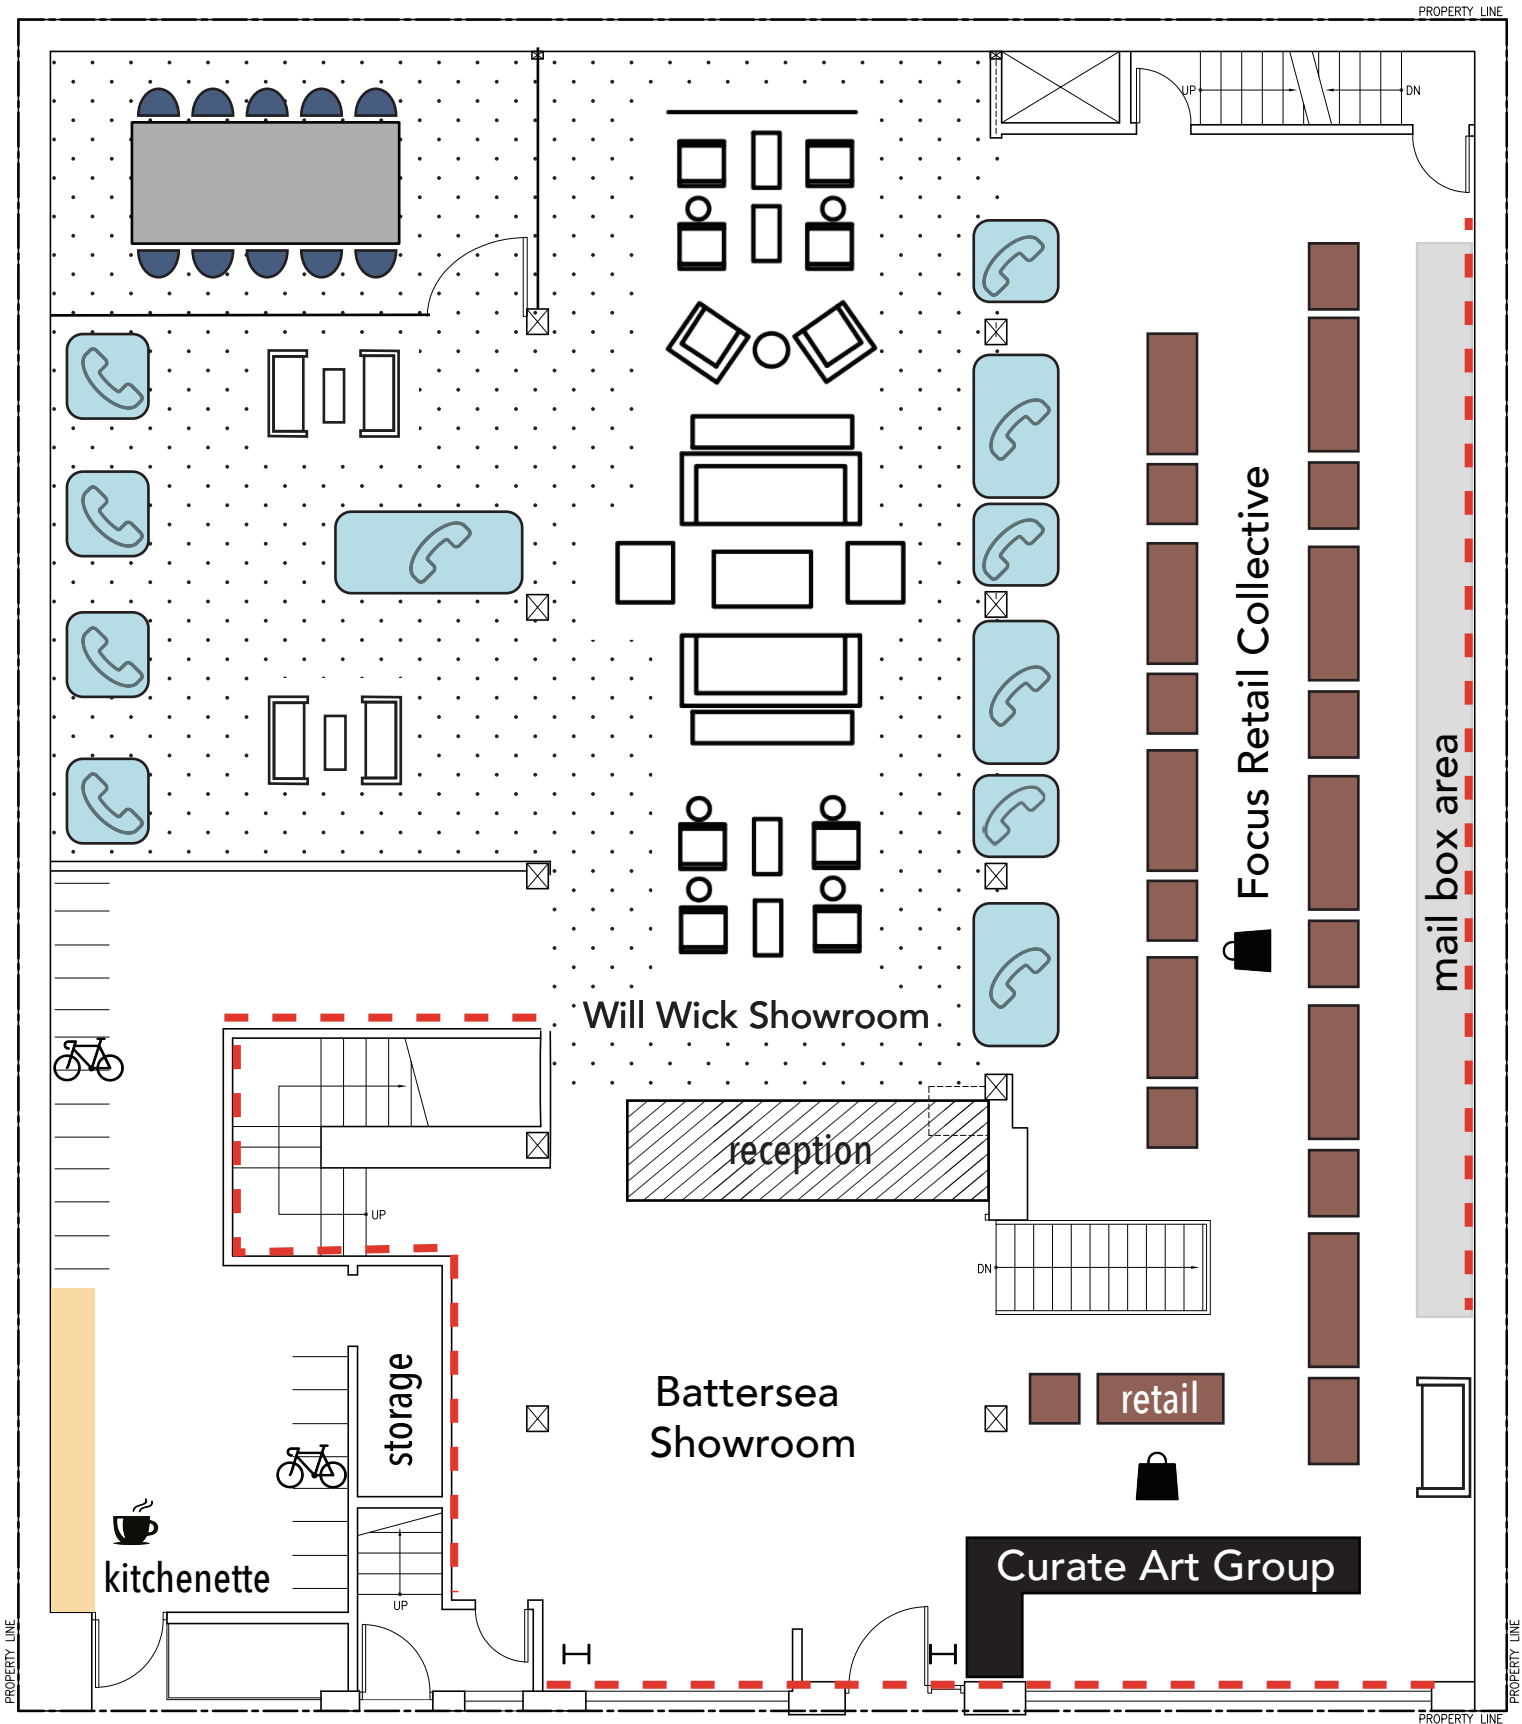 PROPERTY LINE
UP
DN
Focus Retail Collective
mail box area
Will Wick Showroom
reception
UP
DN
storage
Battersea
Showroom
retail
kitchenette
Curate Art Group
UP
PROPERTY LINE
PROPERTY LINE
PROPERTY LINE